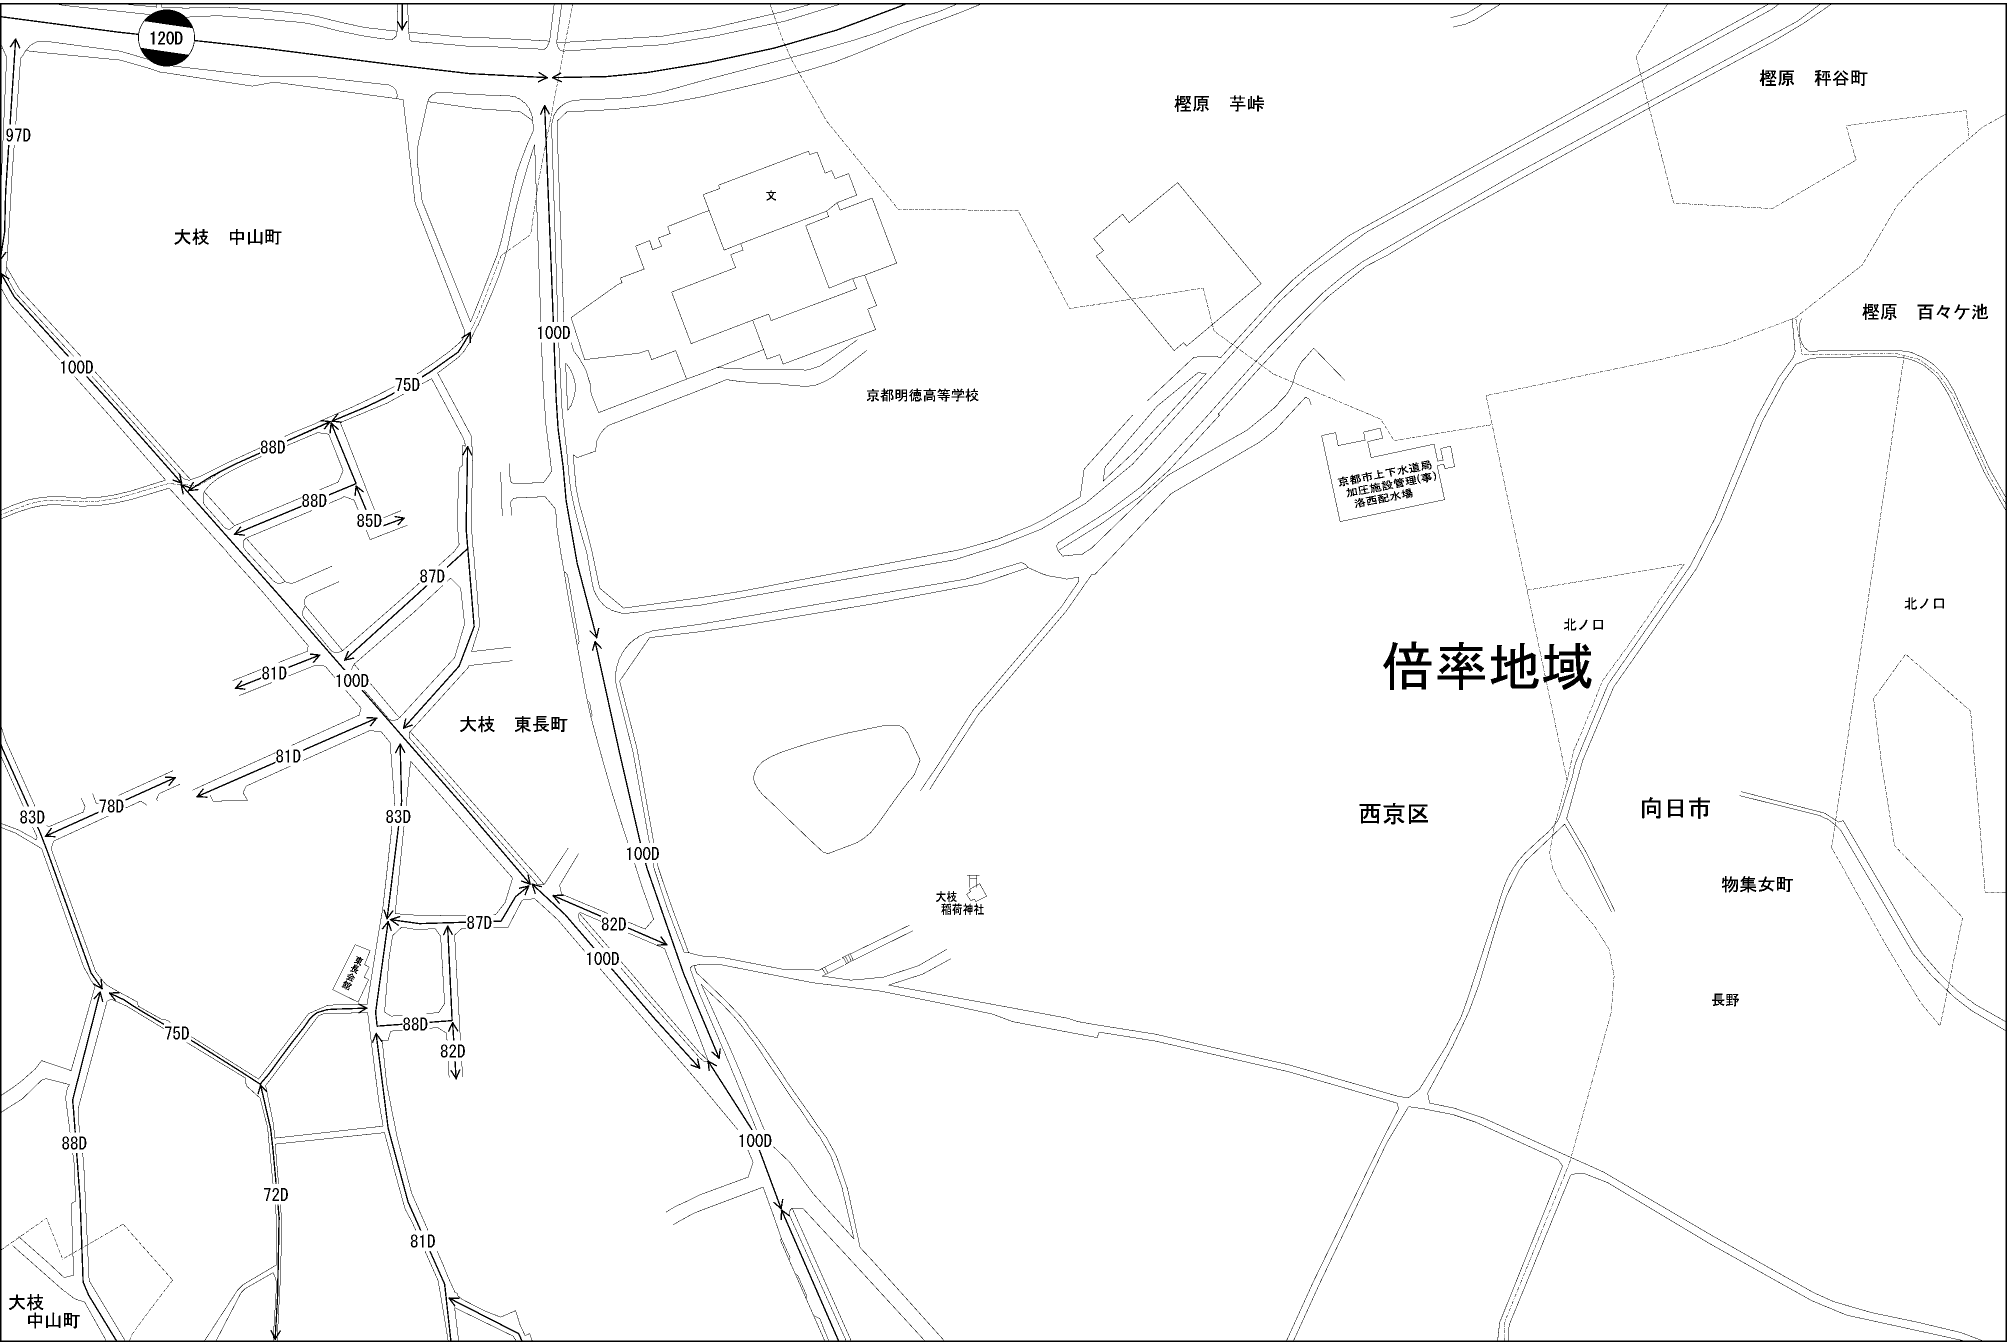 120D
樫原　秤谷町
樫原　芋峠
97D
文
大枝　中山町
樫原　百々ケ池
100D
100D
75D
京都明徳高等学校
88D
京都市上下水道局
加圧施設管理(事)
洛西配水場
88D
85D
87D
北ノ口
北ノ口
倍率地域
81D
100D
大枝　東長町
81D
78D
83D
83D
西京区
向日市
100D
物集女町
大枝
稲荷神社
87D
82D
100D
東長会館
長野
75D
88D
82D
88D
100D
72D
81D
大枝
中山町